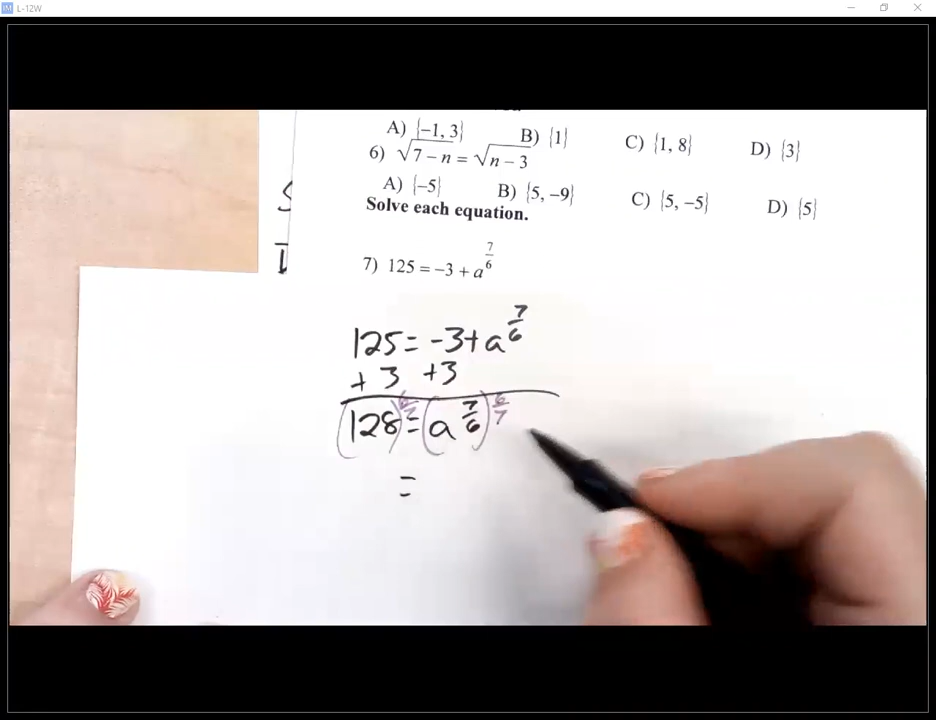 L-12W
A) {−1, 3} B) {1} C) {1, 8} D) {3}
6) √7 − n = √n − 3
A) {−5} B) {5, −9} C) {5, −5} D) {5}
Solve each equation.
7) 125 = −3 + a^(7/6)
125 = -3 + a^(7/6)
+ 3 +3
(128)^(6/7) = (a^(7/6))^(6/7)
=